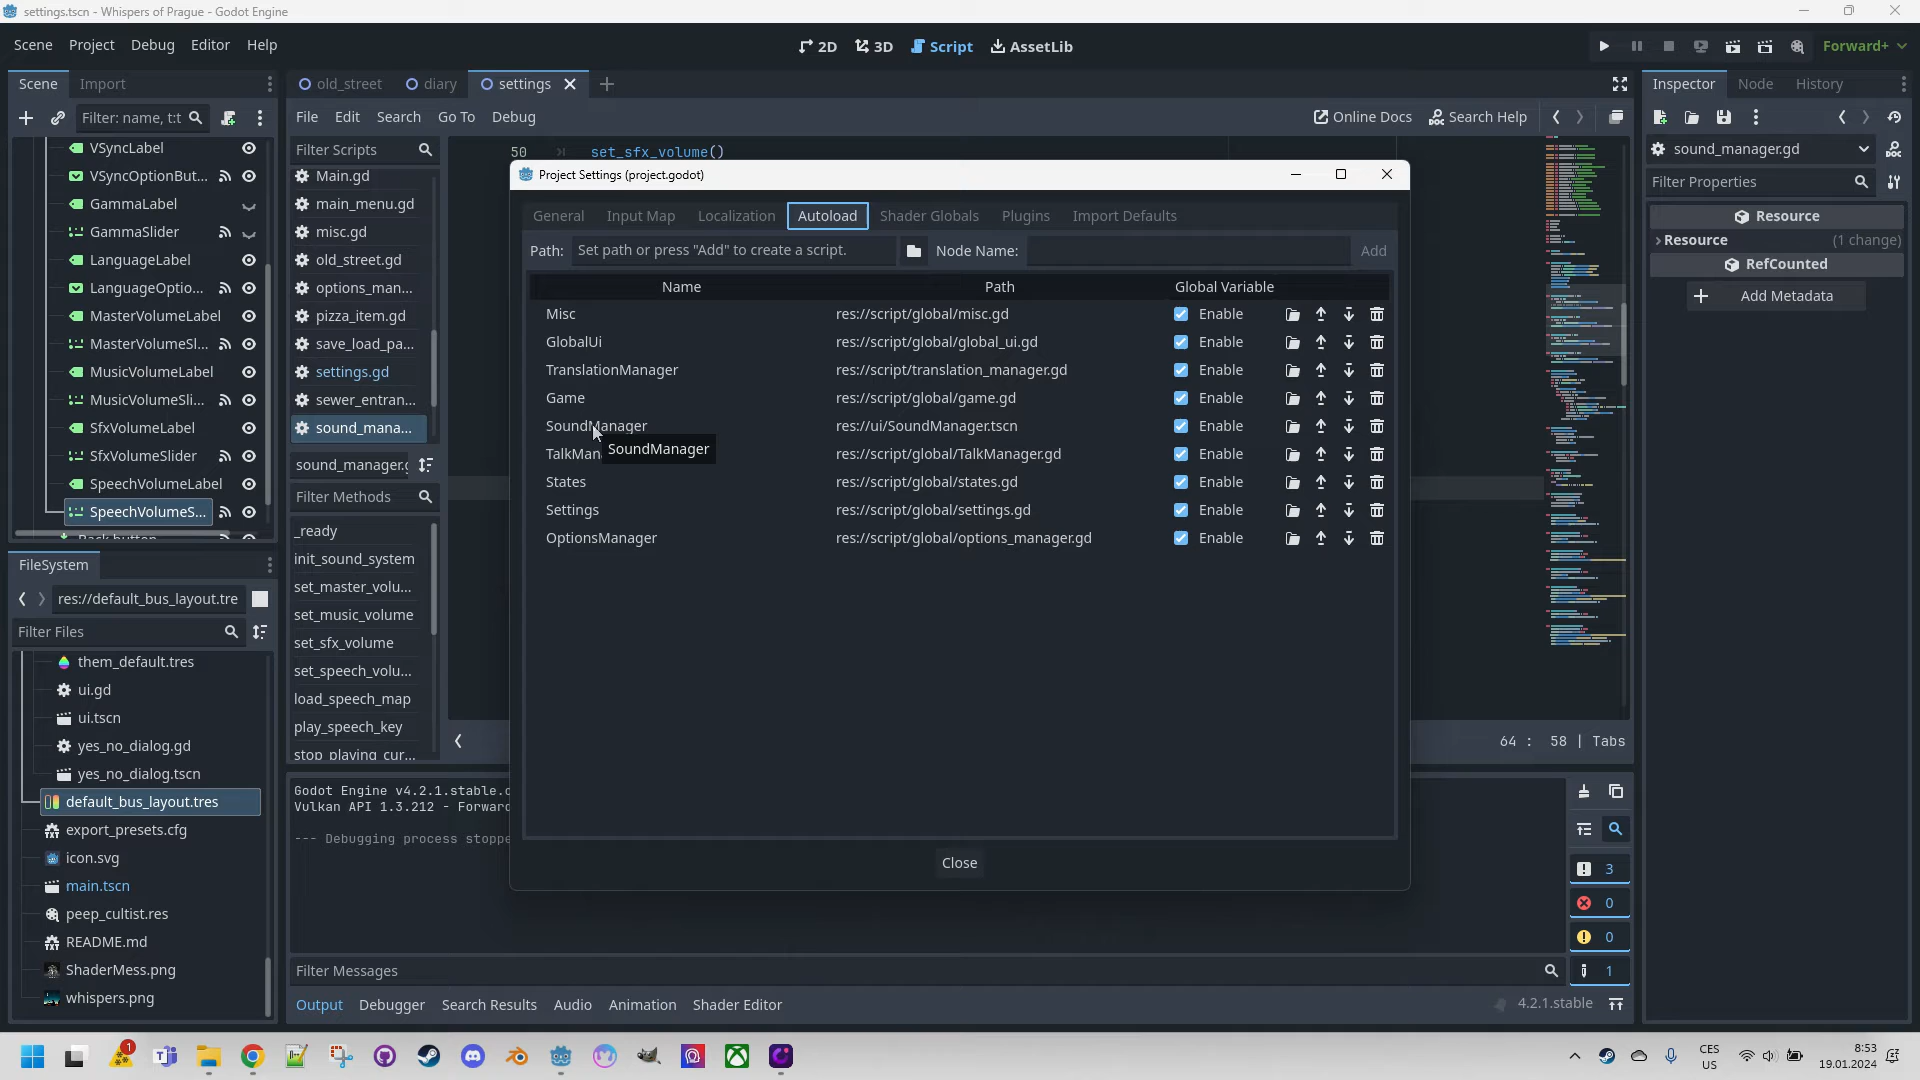 settings.tscn - Whispers of Prague - Godot Engine
Scene Project Debug Editor Help
2D 3D Script AssetLib
Forward+
Scene Import
old_street diary settings
Inspector Node History
Filter: name, t:t
File Edit Search Go To Debug
Online Docs Search Help
VSyncLabel
VSyncOptionBut...
GammaLabel
GammaSlider
LanguageLabel
LanguageOptio...
MasterVolumeLabel
MasterVolumeSl...
MusicVolumeLabel
MusicVolumeSli...
SfxVolumeLabel
SfxVolumeSlider
SpeechVolumeLabel
SpeechVolumeS...
Filter Scripts
Main.gd
main_menu.gd
misc.gd
old_street.gd
options_man...
pizza_item.gd
save_load_pa...
settings.gd
sewer_entran...
sound_mana...
sound_manager.g
Filter Methods
_ready
init_sound_system
set_master_volu...
set_music_volume
set_sfx_volume
set_speech_volu...
load_speech_map
play_speech_key
stop_playing_cur...
50 set_sfx_volume()
Project Settings (project.godot)
General Input Map Localization Autoload Shader Globals Plugins Import Defaults
Path: Set path or press "Add" to create a script. Node Name: Add
Name Path Global Variable
Misc res://script/global/misc.gd Enable
GlobalUi res://script/global/global_ui.gd Enable
TranslationManager res://script/translation_manager.gd Enable
Game res://script/global/game.gd Enable
SoundManager res://ui/SoundManager.tscn Enable
SoundManager
TalkMan res://script/global/TalkManager.gd Enable
States res://script/global/states.gd Enable
Settings res://script/global/settings.gd Enable
OptionsManager res://script/global/options_manager.gd Enable
Close
64 : 58 | Tabs
sound_manager.gd
Filter Properties
Resource
Resource (1 change)
RefCounted
Add Metadata
FileSystem
res://default_bus_layout.tre
Filter Files
them_default.tres
ui.gd
ui.tscn
yes_no_dialog.gd
yes_no_dialog.tscn
default_bus_layout.tres
export_presets.cfg
icon.svg
main.tscn
peep_cultist.res
README.md
ShaderMess.png
whispers.png
Godot Engine v4.2.1.stable.o
Vulkan API 1.3.212 - Forward
--- Debugging process stoppe
3
0
0
1
Filter Messages
Output Debugger Search Results Audio Animation Shader Editor
4.2.1.stable
1
CES
US
8:53
19.01.2024